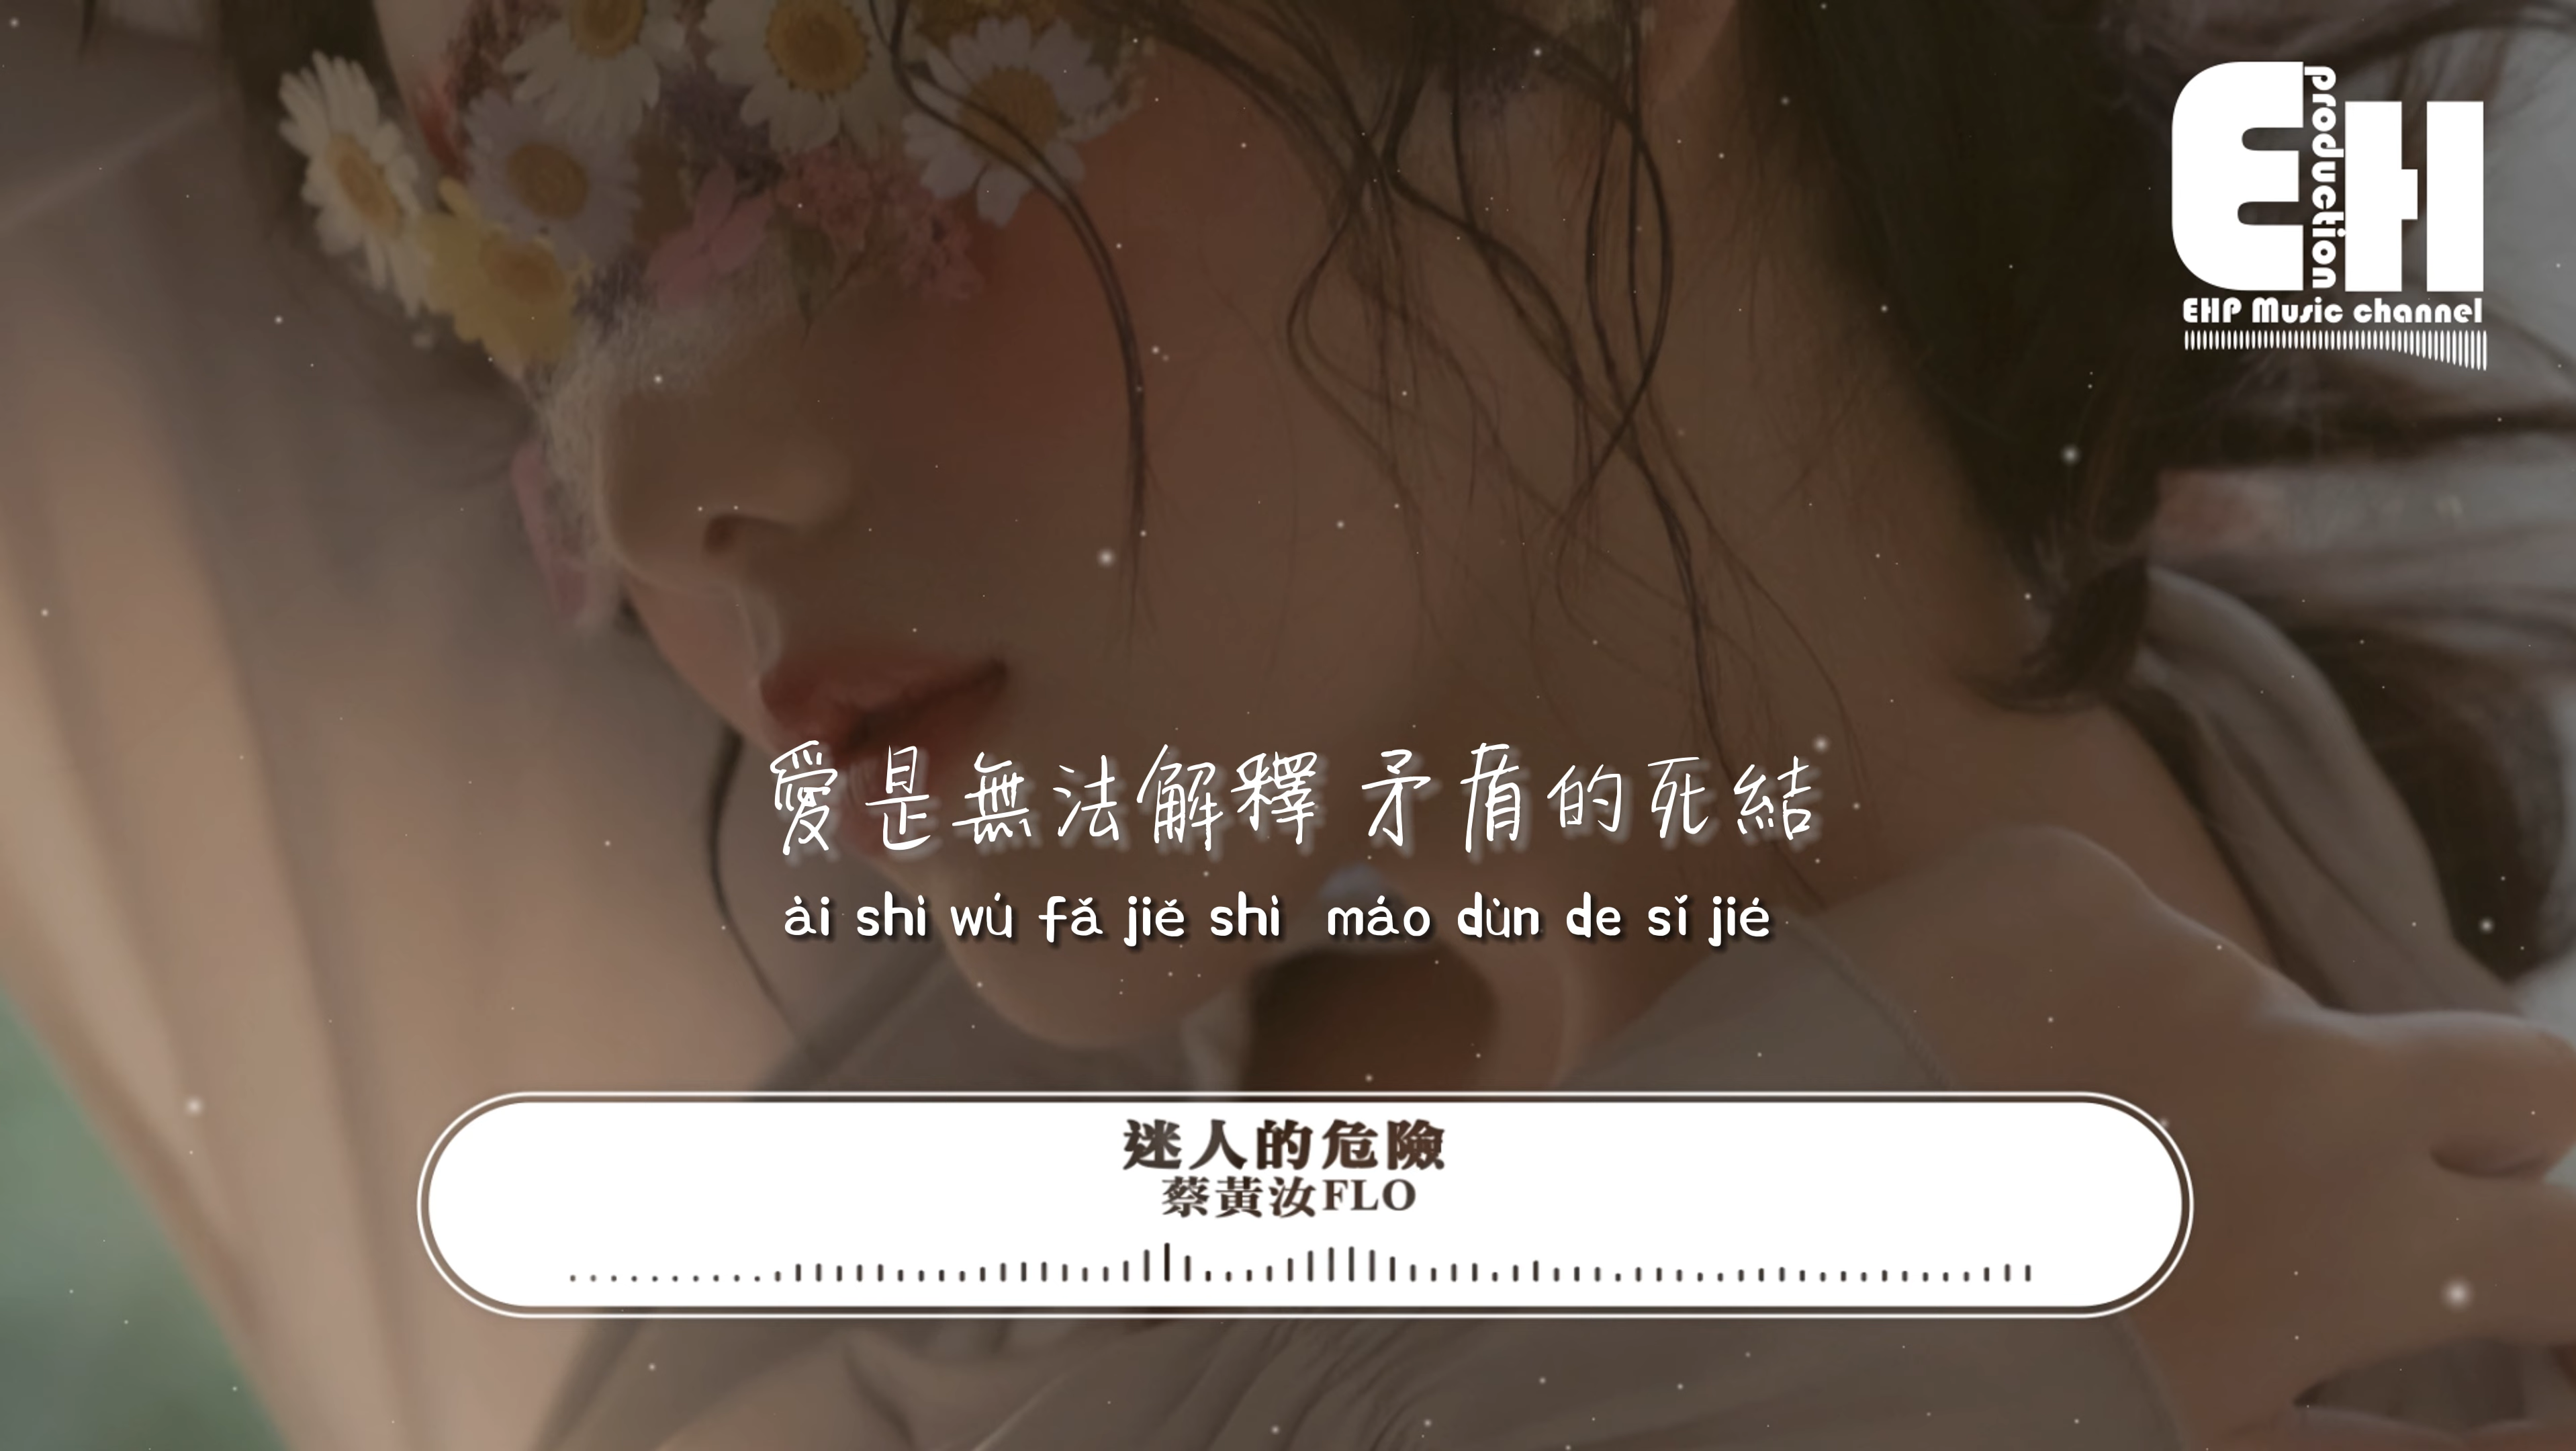 EH
production
EHP Music channel
愛是無法解釋 矛盾的死結
ài shì wú fǎ jiě shì  máo dùn de sǐ jié
迷人的危險
蔡黃汝FLO